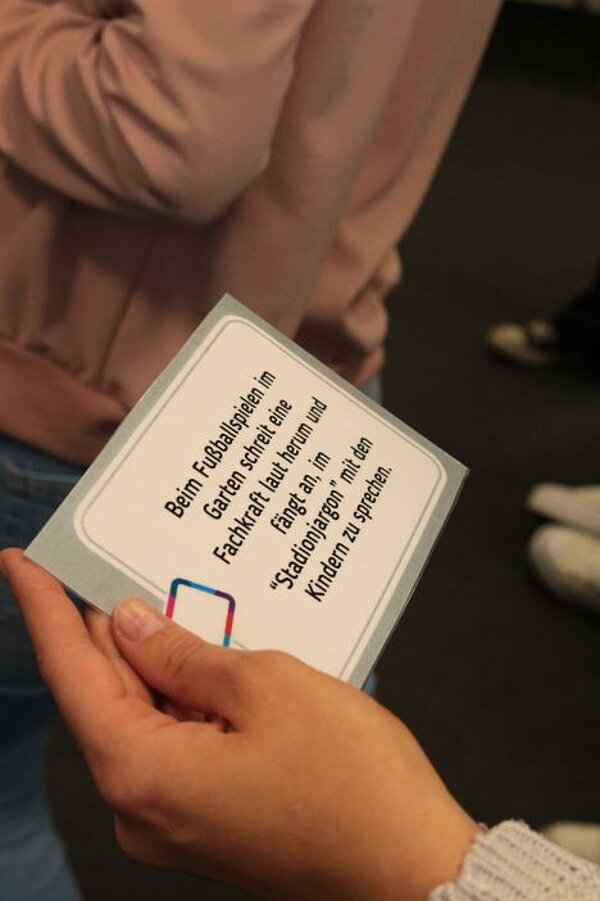 Beim Fußballspielen im
Garten schreit eine
Fachkraft laut herum und
fängt an, im
"Stadionjargon" mit den
Kindern zu sprechen.